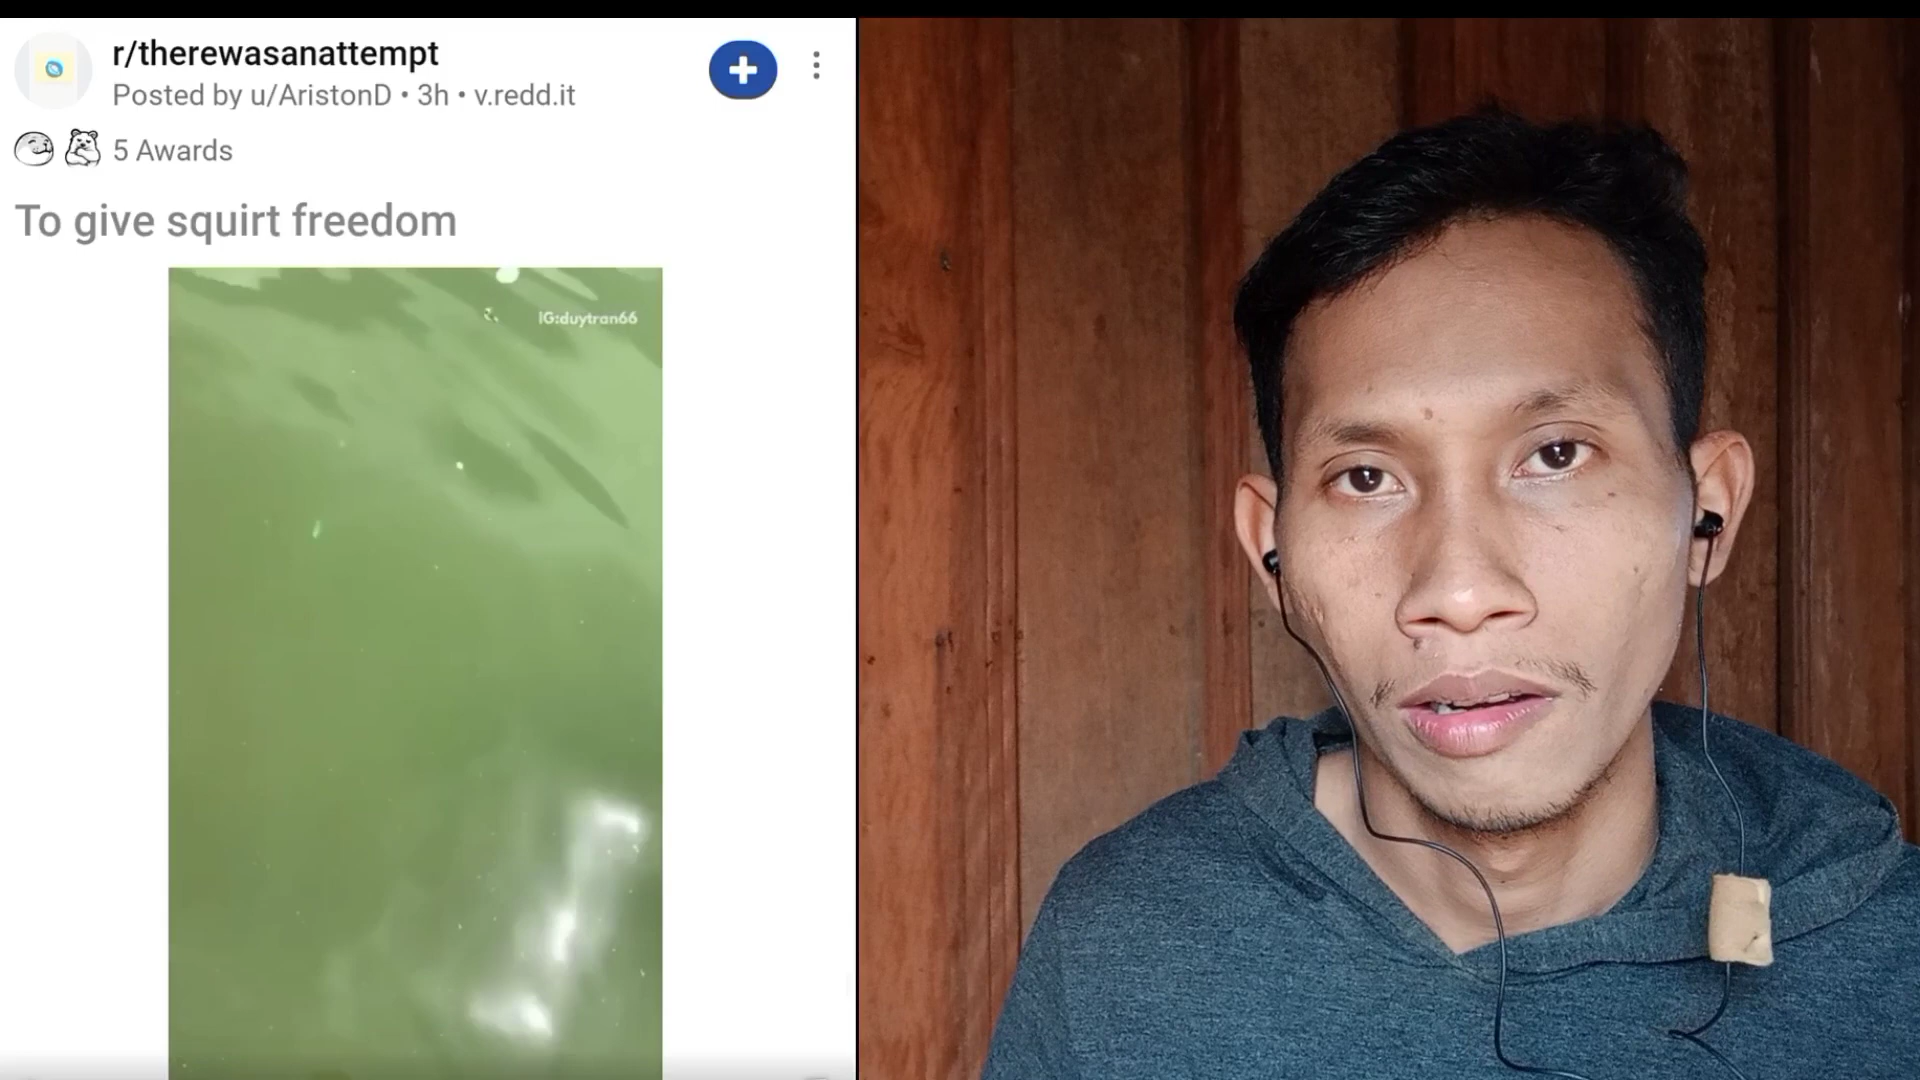 r/therewasanattempt
Posted by u/AristonD • 3h • v.redd.it
5 Awards
To give squirt freedom
IG:duytran66